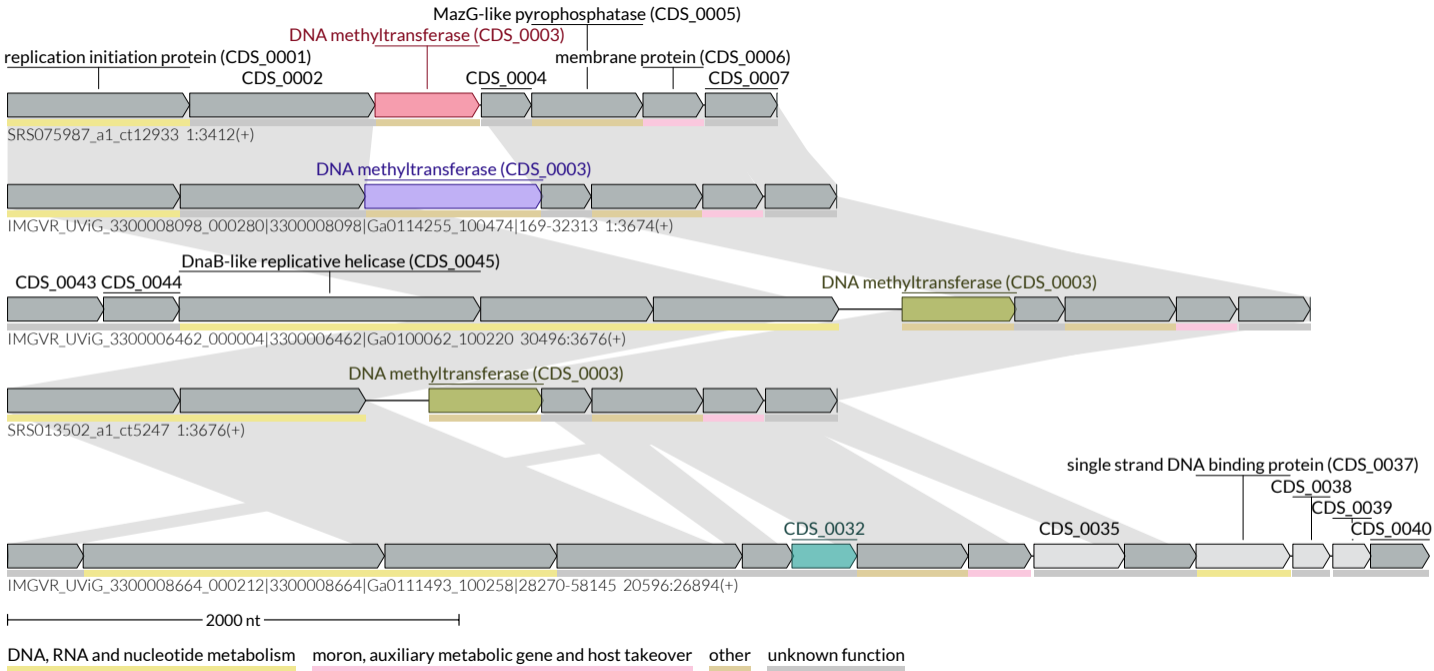 MazG-like pyrophosphatase (CDS_0005)
DNA methyltransferase (CDS_0003)
replication initiation protein (CDS_0001)
membrane protein (CDS_0006)
CDS_0002
CDS_0004
CDS_0007
SRS075987_a1_ct12933 1:3412(+)
DNA methyltransferase (CDS_0003)
IMGVR_UViG_3300008098_000280|3300008098|Ga0114255_100474|169-32313 1:3674(+)
DnaB-like replicative helicase (CDS_0045)
CDS_0043
CDS_0044
DNA methyltransferase (CDS_0003)
IMGVR_UViG_3300006462_000004|3300006462|Ga0100062_100220 30496:3676(+)
DNA methyltransferase (CDS_0003)
SRS013502_a1_ct5247 1:3676(+)
single strand DNA binding protein (CDS_0037)
CDS_0038
CDS_0039
CDS_0032
CDS_0035
CDS_0040
IMGVR_UViG_3300008664_000212|3300008664|Ga0111493_100258|28270-58145 20596:26894(+)
2000 nt
DNA, RNA and nucleotide metabolism
moron, auxiliary metabolic gene and host takeover
other
unknown function